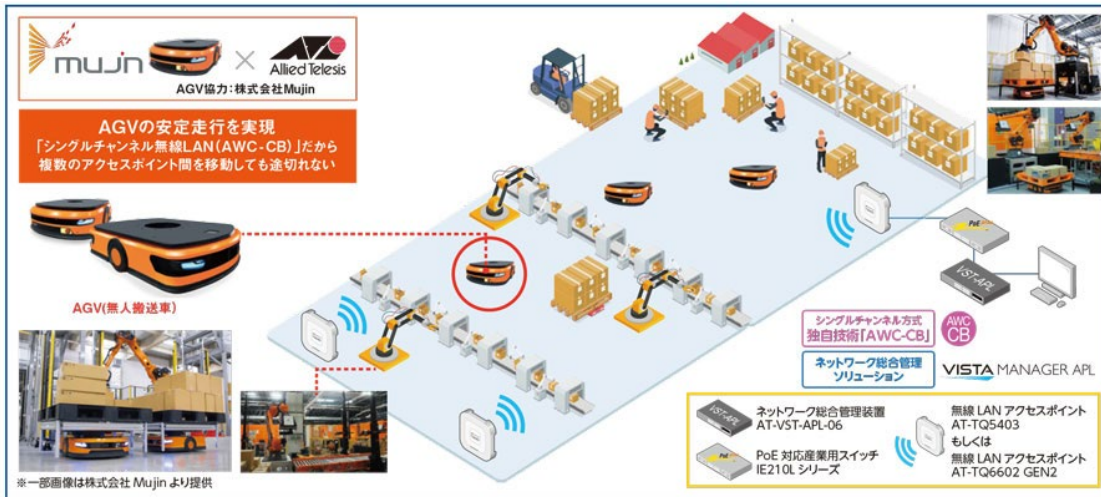 mujin
×
Allied Telesis
AGV協力:株式会社Mujin
AGVの安定走行を実現
「シングルチャンネル無線LAN(AWC-CB)」だから
複数のアクセスポイント間を移動しても途切れない
AGV(無人搬送車)
※一部画像は株式会社 Mujin より提供
PoE
VST-APL
シングルチャンネル方式
独自技術「AWC-CB」
AWC
CB
ネットワーク総合管理
ソリューション
VISTA MANAGER APL
VST-APL
ネットワーク総合管理装置
AT-VST-APL-06
PoE
PoE 対応産業用スイッチ
IE210L シリーズ
無線 LAN アクセスポイント
AT-TQ5403
もしくは
無線 LAN アクセスポイント
AT-TQ6602 GEN2